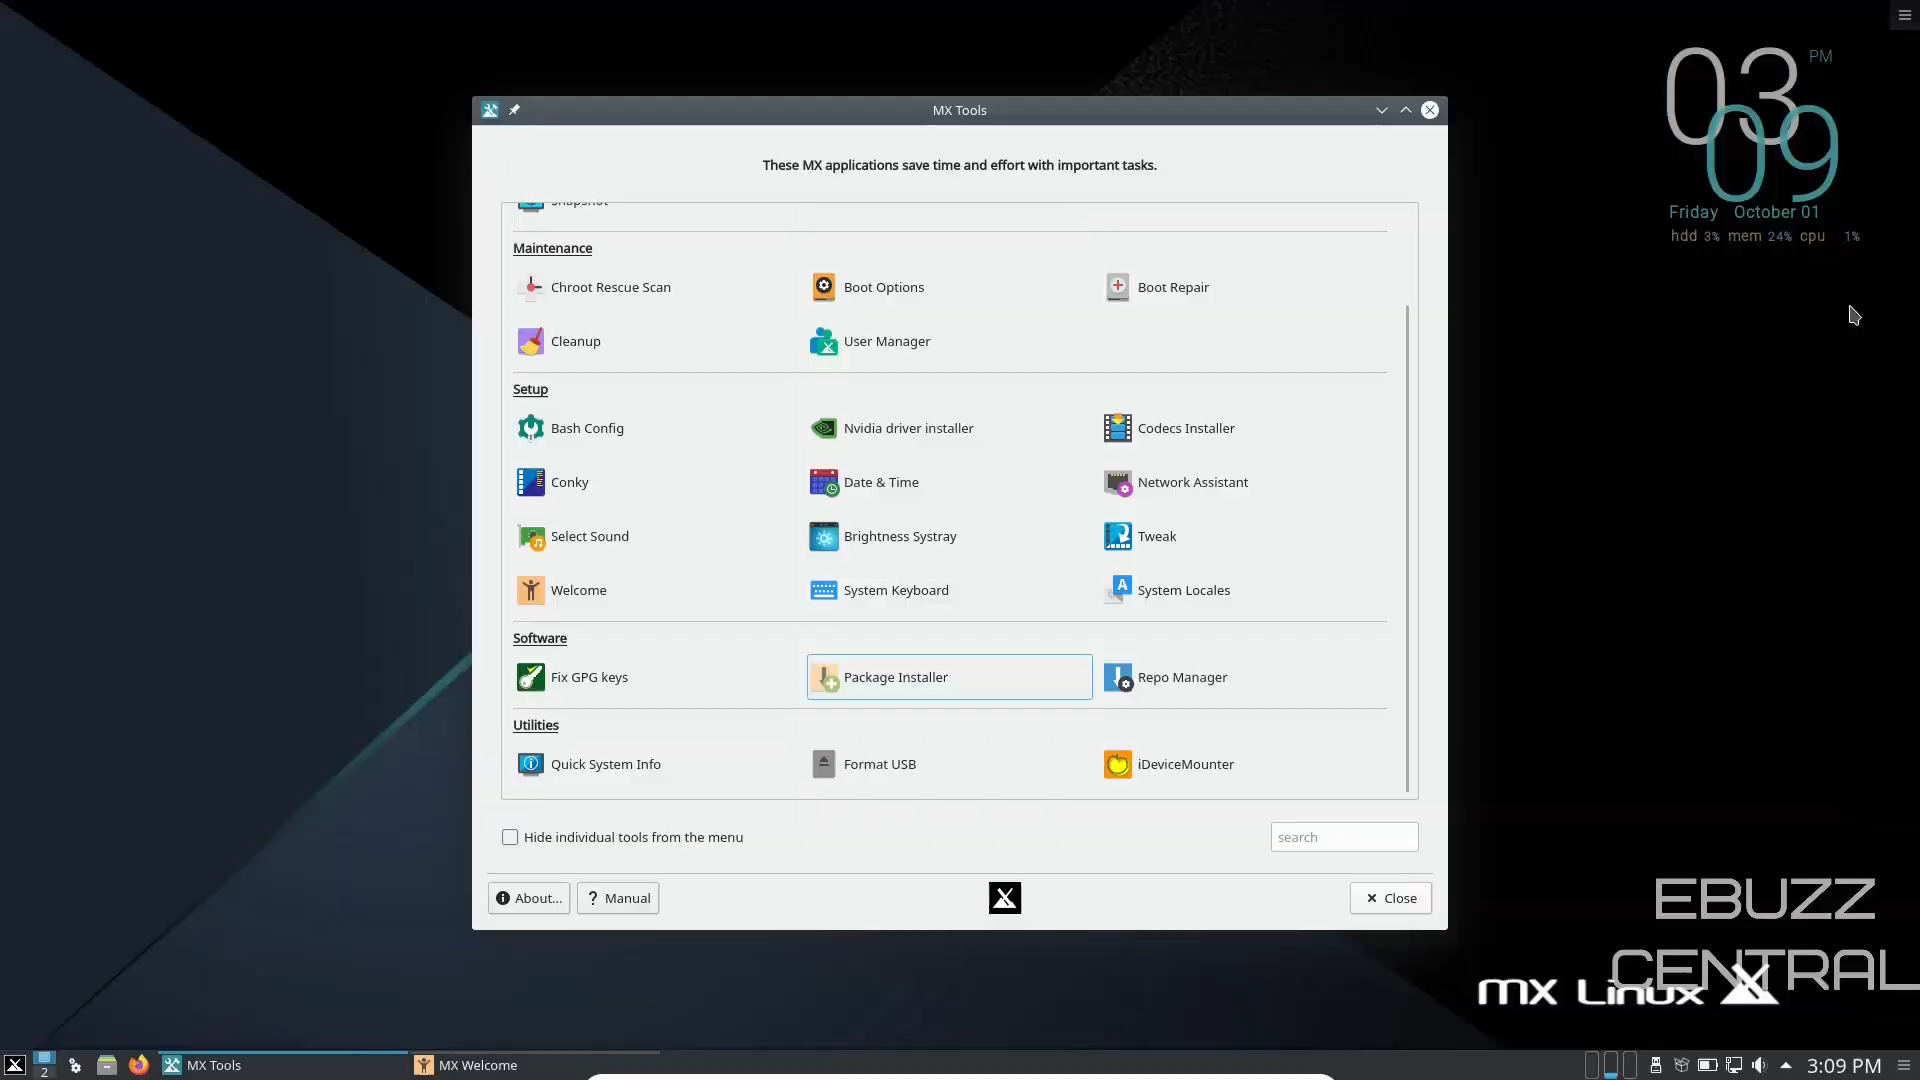 03 PM
09
Friday October 01
hdd 3% mem 24% cpu 1%
MX Tools
These MX applications save time and effort with important tasks.
Snapshot
Maintenance
Chroot Rescue Scan
Boot Options
Boot Repair
Cleanup
User Manager
Setup
Bash Config
Nvidia driver installer
Codecs Installer
Conky
Date & Time
Network Assistant
Select Sound
Brightness Systray
Tweak
Welcome
System Keyboard
System Locales
Software
Fix GPG keys
Package Installer
Repo Manager
Utilities
Quick System Info
Format USB
iDeviceMounter
Hide individual tools from the menu
search
About...
? Manual
Close
EBUZZ
CENTRAL
mx Linux
2
MX Tools
MX Welcome
3:09 PM